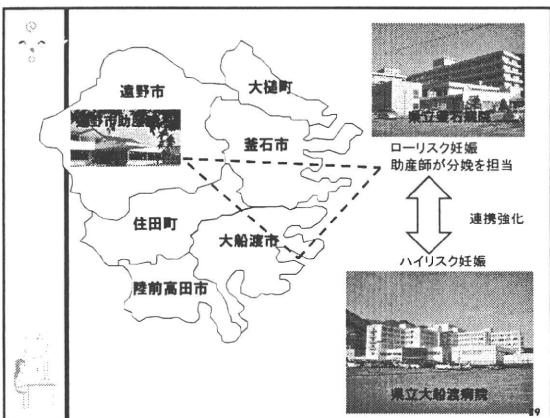 遠野市
大槌町
釜石市
住田町
大船渡市
陸前高田市
県立釜石病院
ローリスク妊娠
助産師が分娩を担当
連携強化
ハイリスク妊娠
県立大船渡病院
29